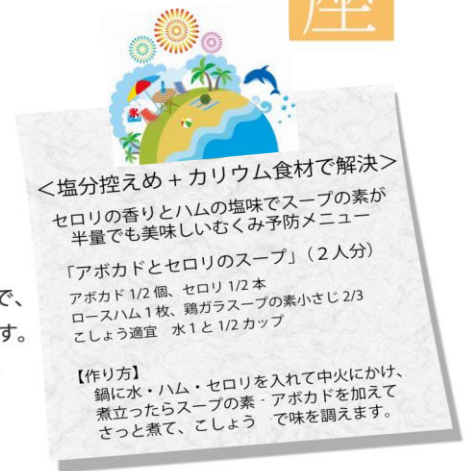 座
＜塩分控えめ + カリウム食材で解決＞
セロリの香りとハムの塩味でスープの素が
半量でも美味しいむくみ予防メニュー
「アボカドとセロリのスープ」（２人分）
アボカド 1/2 個、セロリ 1/2 本
ロースハム 1 枚、鶏ガラスープの素小さじ 2/3
こしょう適宜　水 1 と 1/2 カップ
【作り方】
鍋に水・ハム・セロリを入れて中火にかけ、
煮立ったらスープの素 - アボカドを加えて
さっと煮て、こしょう　で味を調えます。
で、
す。